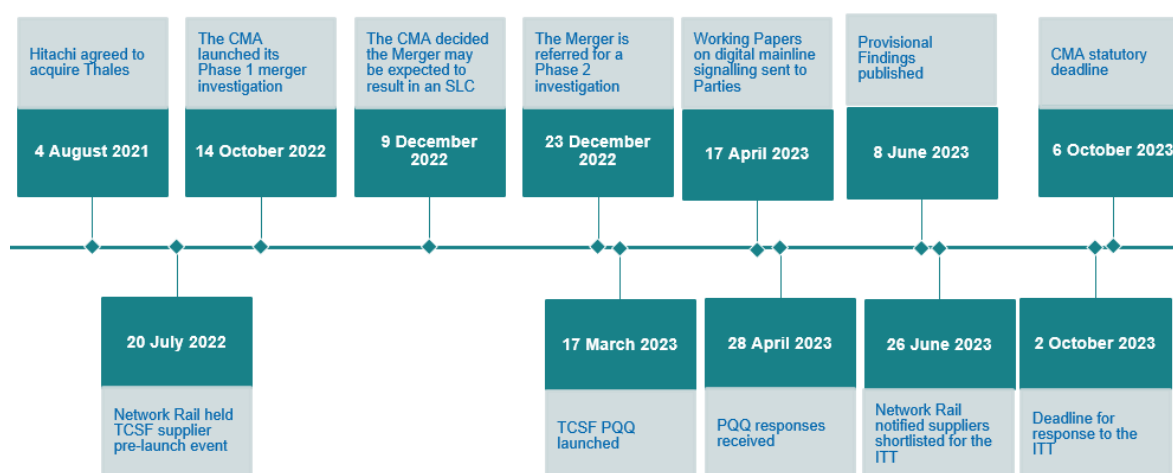 Hitachi agreed to
acquire Thales
4 August 2021
The CMA
launched its
Phase 1 merger
investigation
14 October 2022
The CMA decided
the Merger may
be expected to
result in an SLC
9 December
2022
The Merger is
referred for a
Phase 2
investigation
23 December
2022
Working Papers
on digital mainline
signalling sent to
Parties
17 April 2023
Provisional
Findings
published
8 June 2023
CMA statutory
deadline
6 October 2023
20 July 2022
Network Rail held
TCSF supplier
pre-launch event
17 March 2023
TCSF PQQ
launched
28 April 2023
PQQ responses
received
26 June 2023
Network Rail
notified suppliers
shortlisted for the
ITT
2 October 2023
Deadline for
response to the
ITT